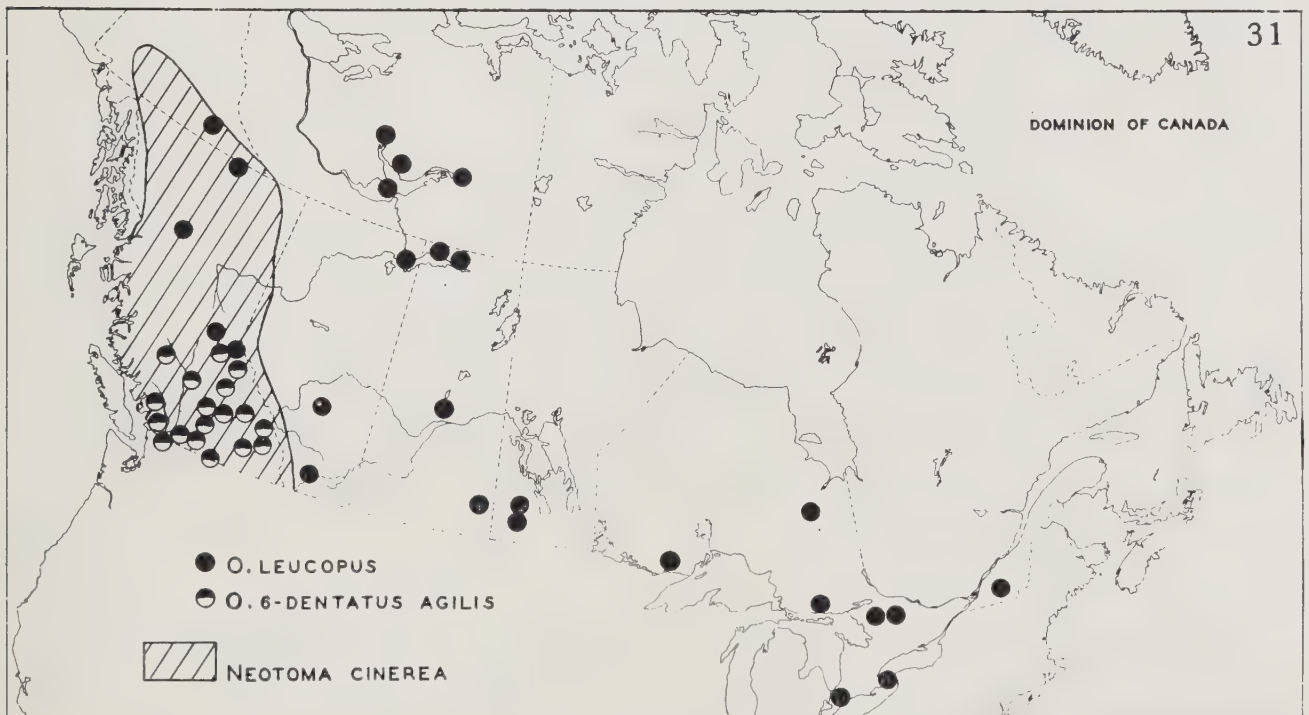 31
DOMINION OF CANADA
O. LEUCOPUS
O. 6-DENTATUS AGILIS
NEOTOMA CINEREA